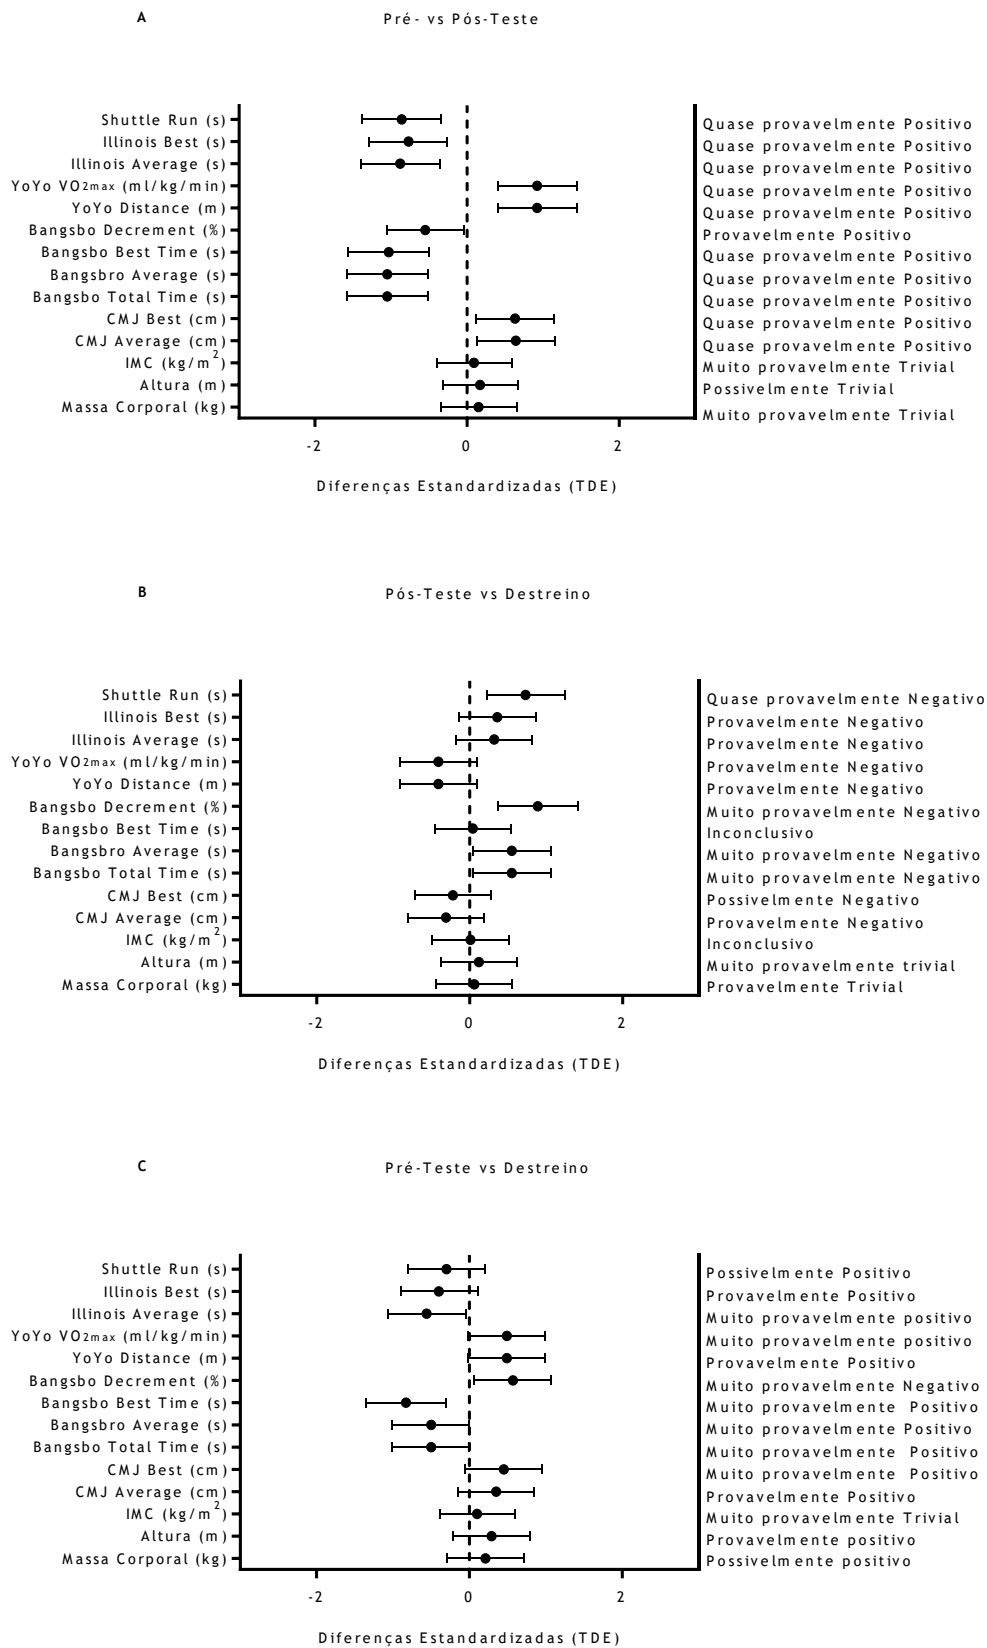 A
Pré- vs Pós-Teste
Shuttle Run (s) Quase provavelmente Positivo
Illinois Best (s) Quase provavelmente Positivo
Illinois Average (s) Quase provavelmente Positivo
YoYo VO2max (ml/kg/min) Quase provavelmente Positivo
YoYo Distance (m) Quase provavelmente Positivo
Bangsbo Decrement (%) Provavelmente Positivo
Bangsbo Best Time (s) Quase provavelmente Positivo
Bangsbro Average (s) Quase provavelmente Positivo
Bangsbo Total Time (s) Quase provavelmente Positivo
CMJ Best (cm) Quase provavelmente Positivo
CMJ Average (cm) Quase provavelmente Positivo
IMC (kg/m2) Muito provavelmente Trivial
Altura (m) Possivelmente Trivial
Massa Corporal (kg) Muito provavelmente Trivial
-2 0 2
Diferenças Estandardizadas (TDE)
B
Pós-Teste vs Destreino
Shuttle Run (s) Quase provavelmente Negativo
Illinois Best (s) Provavelmente Negativo
Illinois Average (s) Provavelmente Negativo
YoYo VO2max (ml/kg/min) Provavelmente Negativo
YoYo Distance (m) Provavelmente Negativo
Bangsbo Decrement (%) Muito provavelmente Negativo
Bangsbo Best Time (s) Inconclusivo
Bangsbro Average (s) Muito provavelmente Negativo
Bangsbo Total Time (s) Muito provavelmente Negativo
CMJ Best (cm) Possivelmente Negativo
CMJ Average (cm) Provavelmente Negativo
IMC (kg/m2) Inconclusivo
Altura (m) Muito provavelmente trivial
Massa Corporal (kg) Provavelmente Trivial
-2 0 2
Diferenças Estandardizadas (TDE)
C
Pré-Teste vs Destreino
Shuttle Run (s) Possivelmente Positivo
Illinois Best (s) Provavelmente Positivo
Illinois Average (s) Muito provavelmente positivo
YoYo VO2max (ml/kg/min) Muito provavelmente positivo
YoYo Distance (m) Provavelmente Positivo
Bangsbo Decrement (%) Muito provavelmente Negativo
Bangsbo Best Time (s) Muito provavelmente Positivo
Bangsbro Average (s) Muito provavelmente Positivo
Bangsbo Total Time (s) Muito provavelmente Positivo
CMJ Best (cm) Muito provavelmente Positivo
CMJ Average (cm) Provavelmente Positivo
IMC (kg/m2) Muito provavelmente Trivial
Altura (m) Provavelmente positivo
Massa Corporal (kg) Possivelmente positivo
-2 0 2
Diferenças Estandardizadas (TDE)